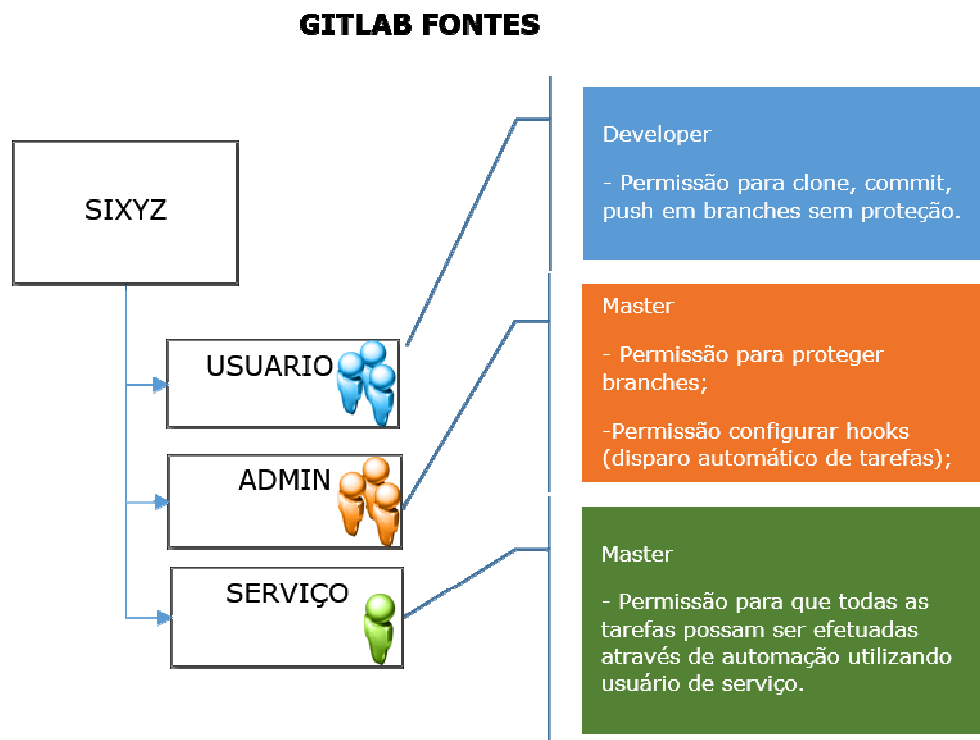 GITLAB FONTES
SIXYZ
USUARIO
ADMIN
SERVIÇO
Developer
- Permissão para clone, commit,
push em branches sem proteção.
Master
- Permissão para proteger
branches;
-Permissão configurar hooks
(disparo automático de tarefas);
Master
- Permissão para que todas as
tarefas possam ser efetuadas
através de automação utilizando
usuário de serviço.